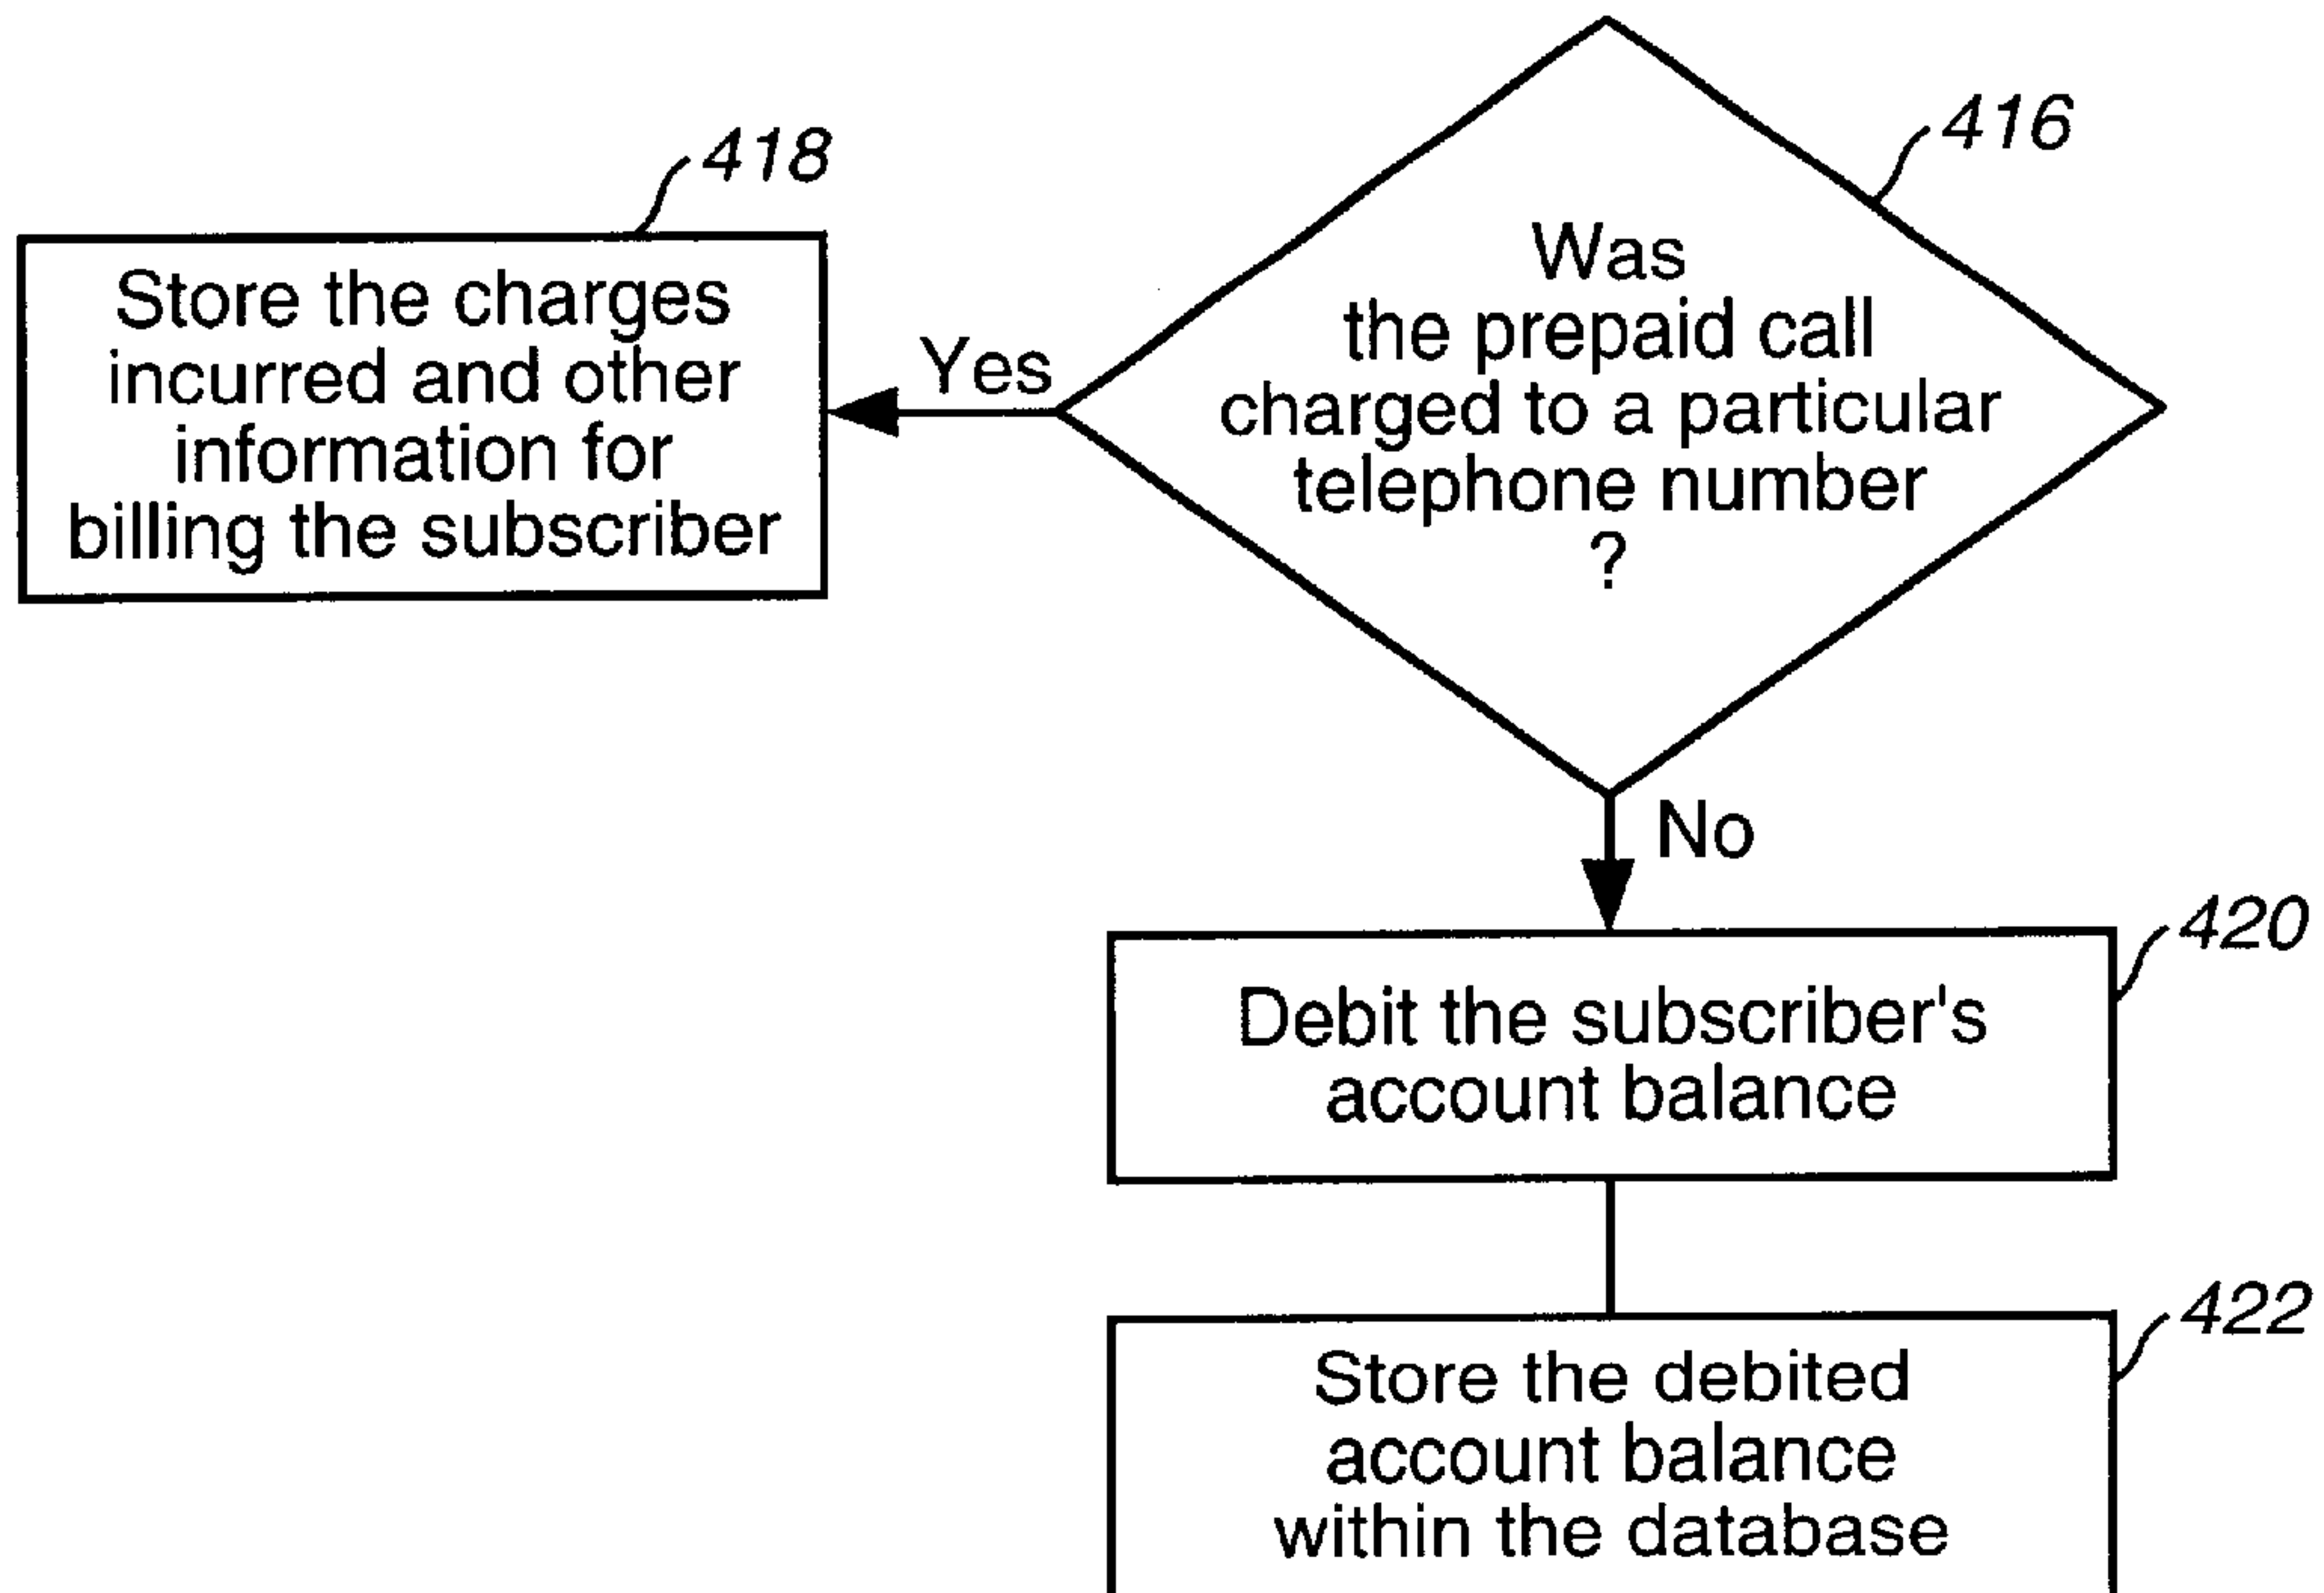 418
Store the charges
incurred and other
information for
billing the subscriber
Yes
416
Was
the prepaid call
charged to a particular
telephone number
?
No
420
Debit the subscriber's
account balance
422
Store the debited
account balance
within the database